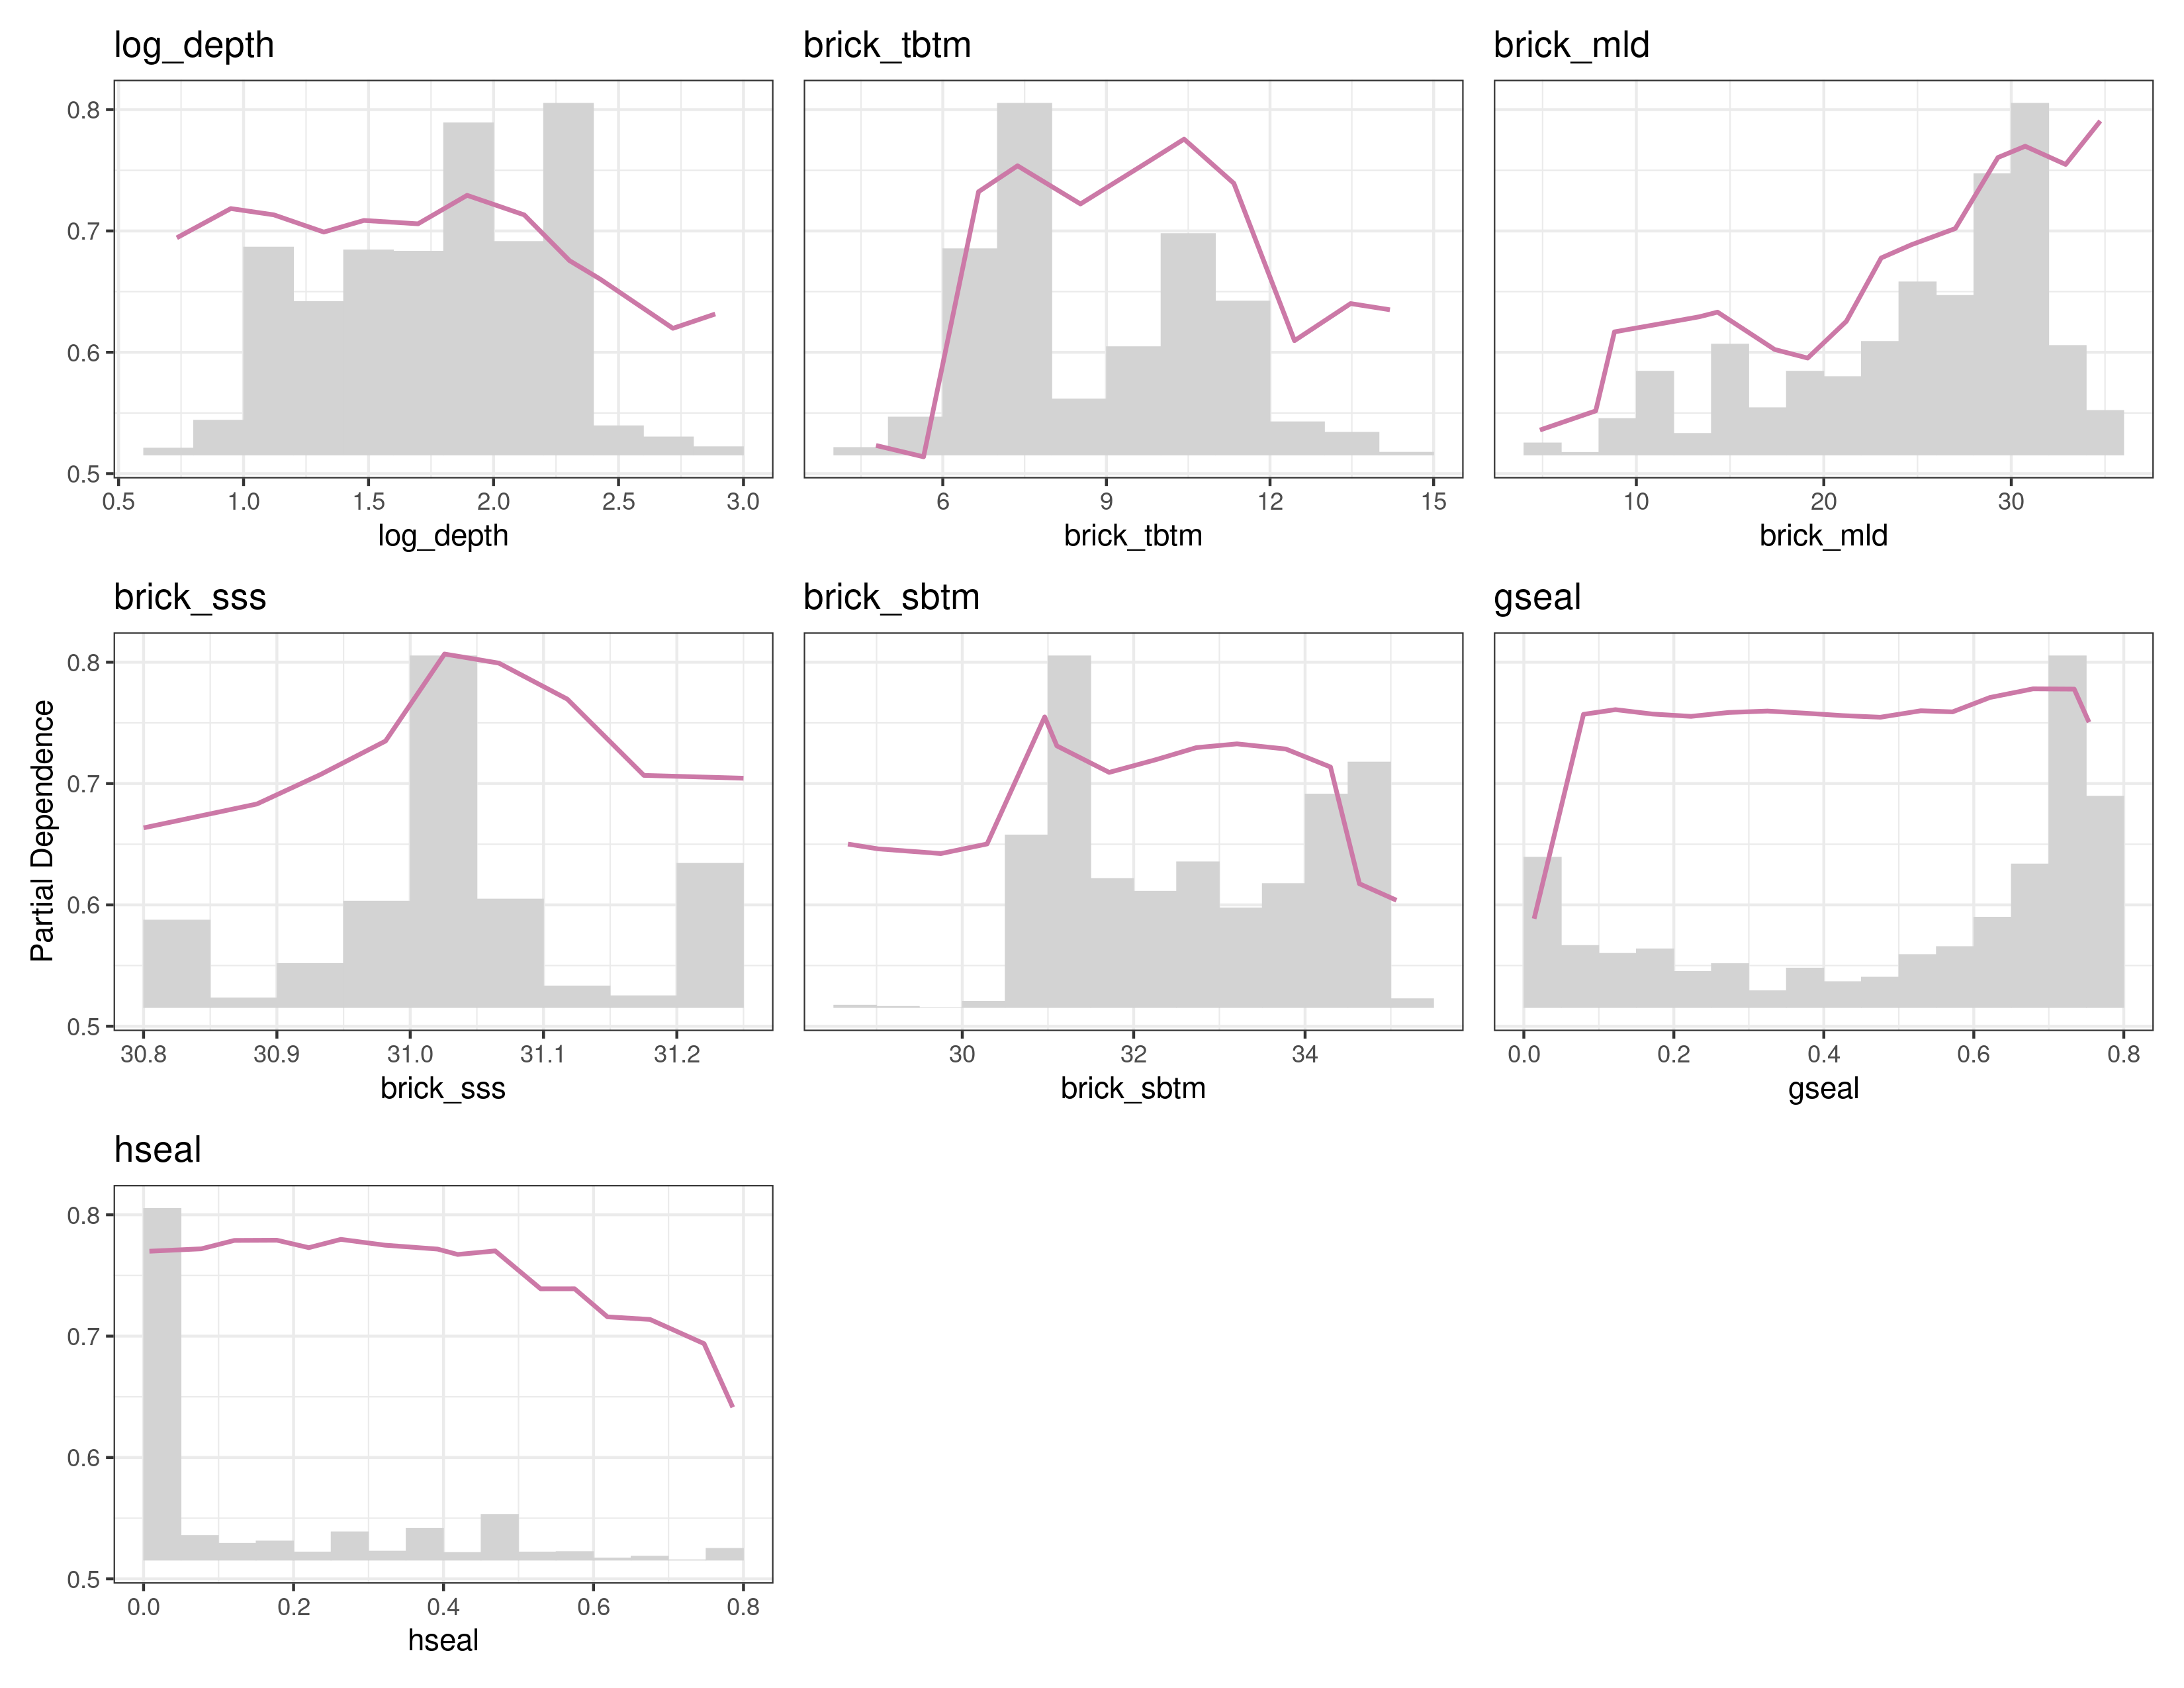 log_depth
brick_tbtm
brick_mld
0.8
0.7
0.6
0.5
0.5 1.0 1.5 2.0 2.5 3.0
6 9 12 15
10 20 30
log_depth
brick_tbtm
brick_mld
brick_sss
brick_sbtm
gseal
Partial Dependence
0.8
0.7
0.6
0.5
30.8 30.9 31.0 31.1 31.2
30 32 34
0.0 0.2 0.4 0.6 0.8
brick_sss
brick_sbtm
gseal
hseal
0.8
0.7
0.6
0.5
0.0 0.2 0.4 0.6 0.8
hseal